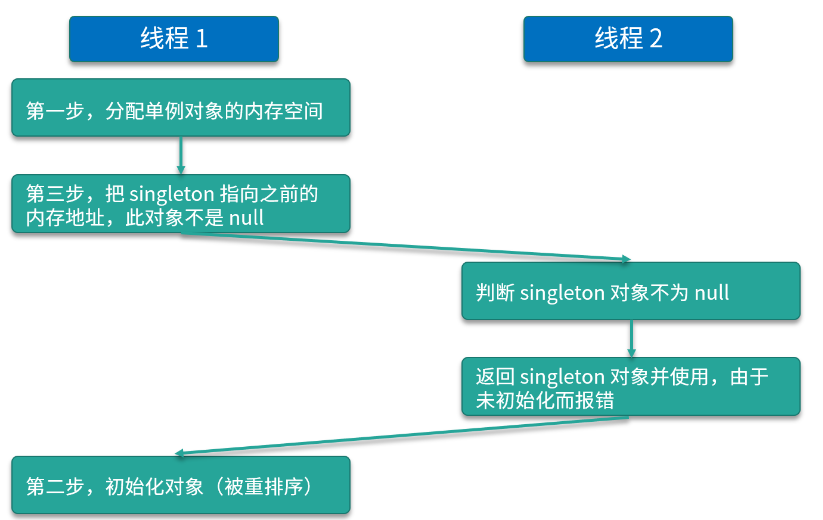 线程 1
线程 2
第一步，分配单例对象的内存空间
第三步，把 singleton 指向之前的
内存地址，此对象不是 null
判断 singleton 对象不为 null
返回 singleton 对象并使用，由于
未初始化而报错
第二步，初始化对象（被重排序）